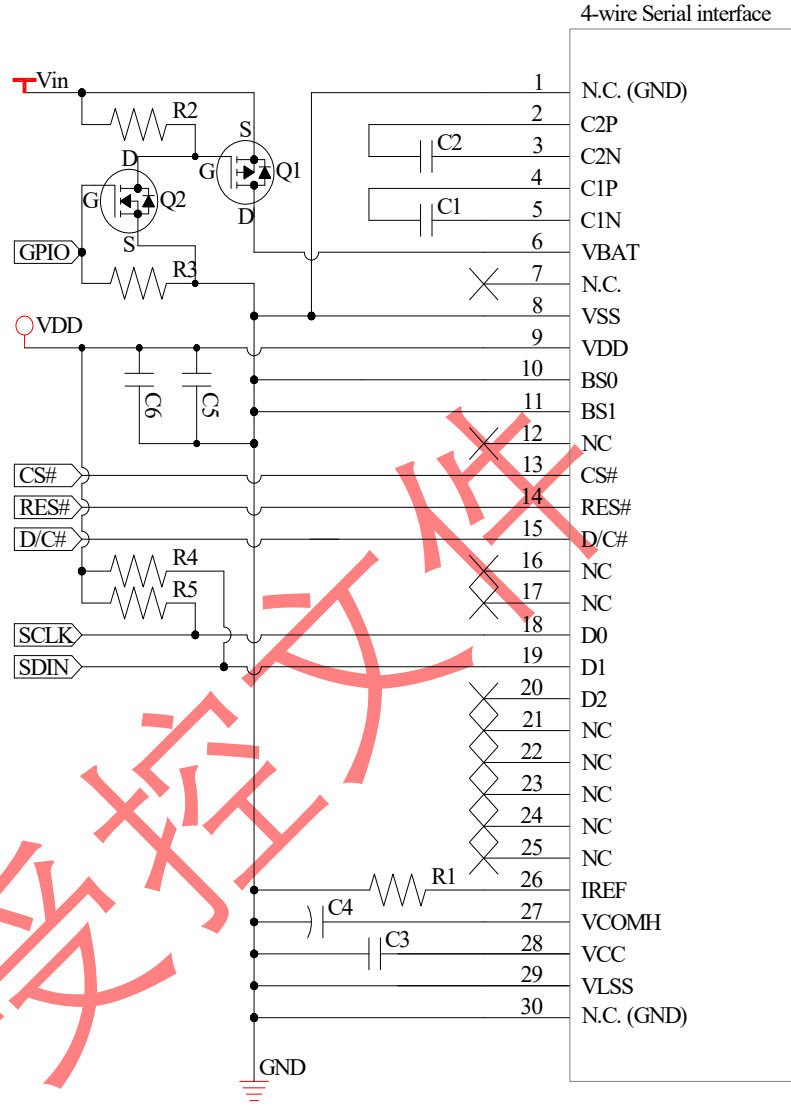 4-wire Serial interface
Vin
R2
S
G
Q1
D
D
G
Q2
S
GPIO
R3
VDD
C6
C5
CS#
RES#
D/C#
R4
R5
SCLK
SDIN
C2
C1
R1
C4
C3
GND
1 N.C. (GND)
2 C2P
3 C2N
4 C1P
5 C1N
6 VBAT
7 N.C.
8 VSS
9 VDD
10 BS0
11 BS1
12 NC
13 CS#
14 RES#
15 D/C#
16 NC
17 NC
18 D0
19 D1
20 D2
21 NC
22 NC
23 NC
24 NC
25 NC
26 IREF
27 VCOMH
28 VCC
29 VLSS
30 N.C. (GND)
受控文件